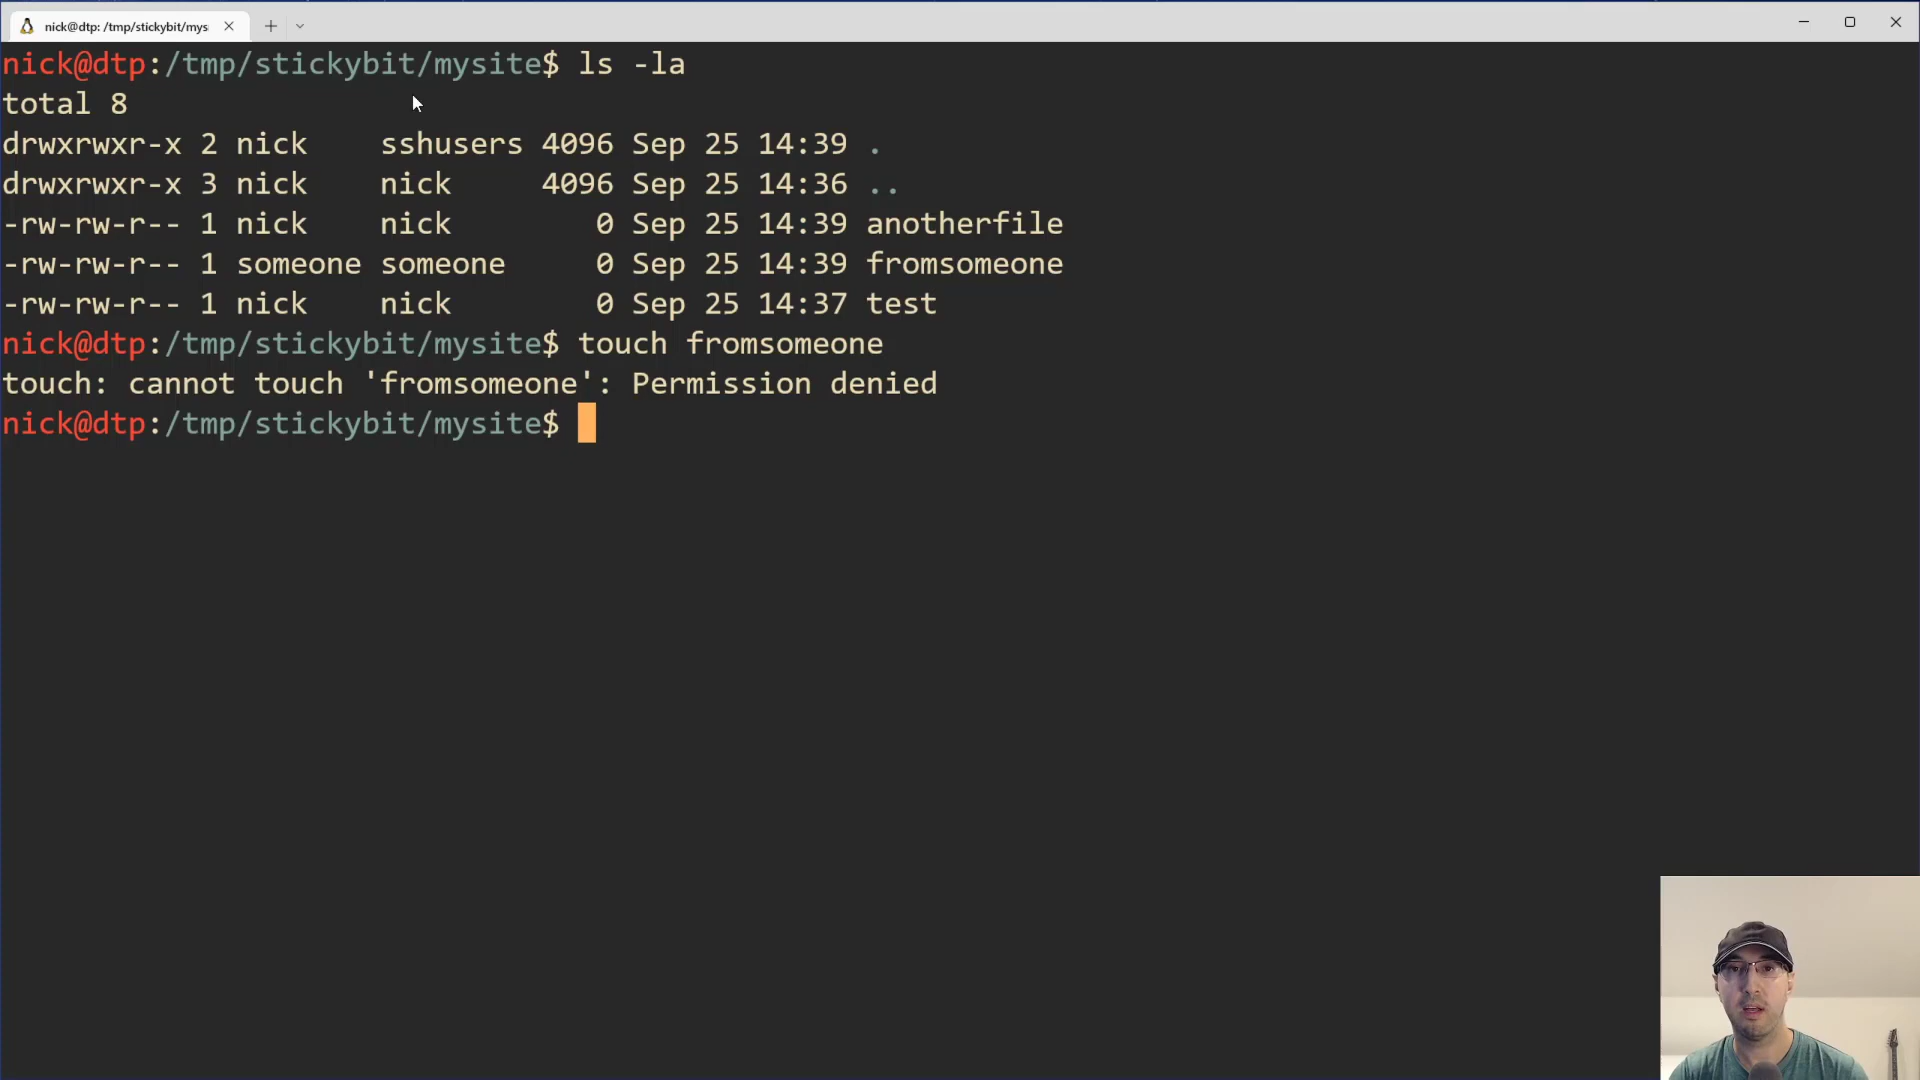 nick@dtp: /tmp/stickybit/mys
nick@dtp:/tmp/stickybit/mysite$ ls -la
total 8
drwxrwxr-x 2 nick    sshusers 4096 Sep 25 14:39 .
drwxrwxr-x 3 nick    nick     4096 Sep 25 14:36 ..
-rw-rw-r-- 1 nick    nick        0 Sep 25 14:39 anotherfile
-rw-rw-r-- 1 someone someone     0 Sep 25 14:39 fromsomeone
-rw-rw-r-- 1 nick    nick        0 Sep 25 14:37 test
nick@dtp:/tmp/stickybit/mysite$ touch fromsomeone
touch: cannot touch 'fromsomeone': Permission denied
nick@dtp:/tmp/stickybit/mysite$